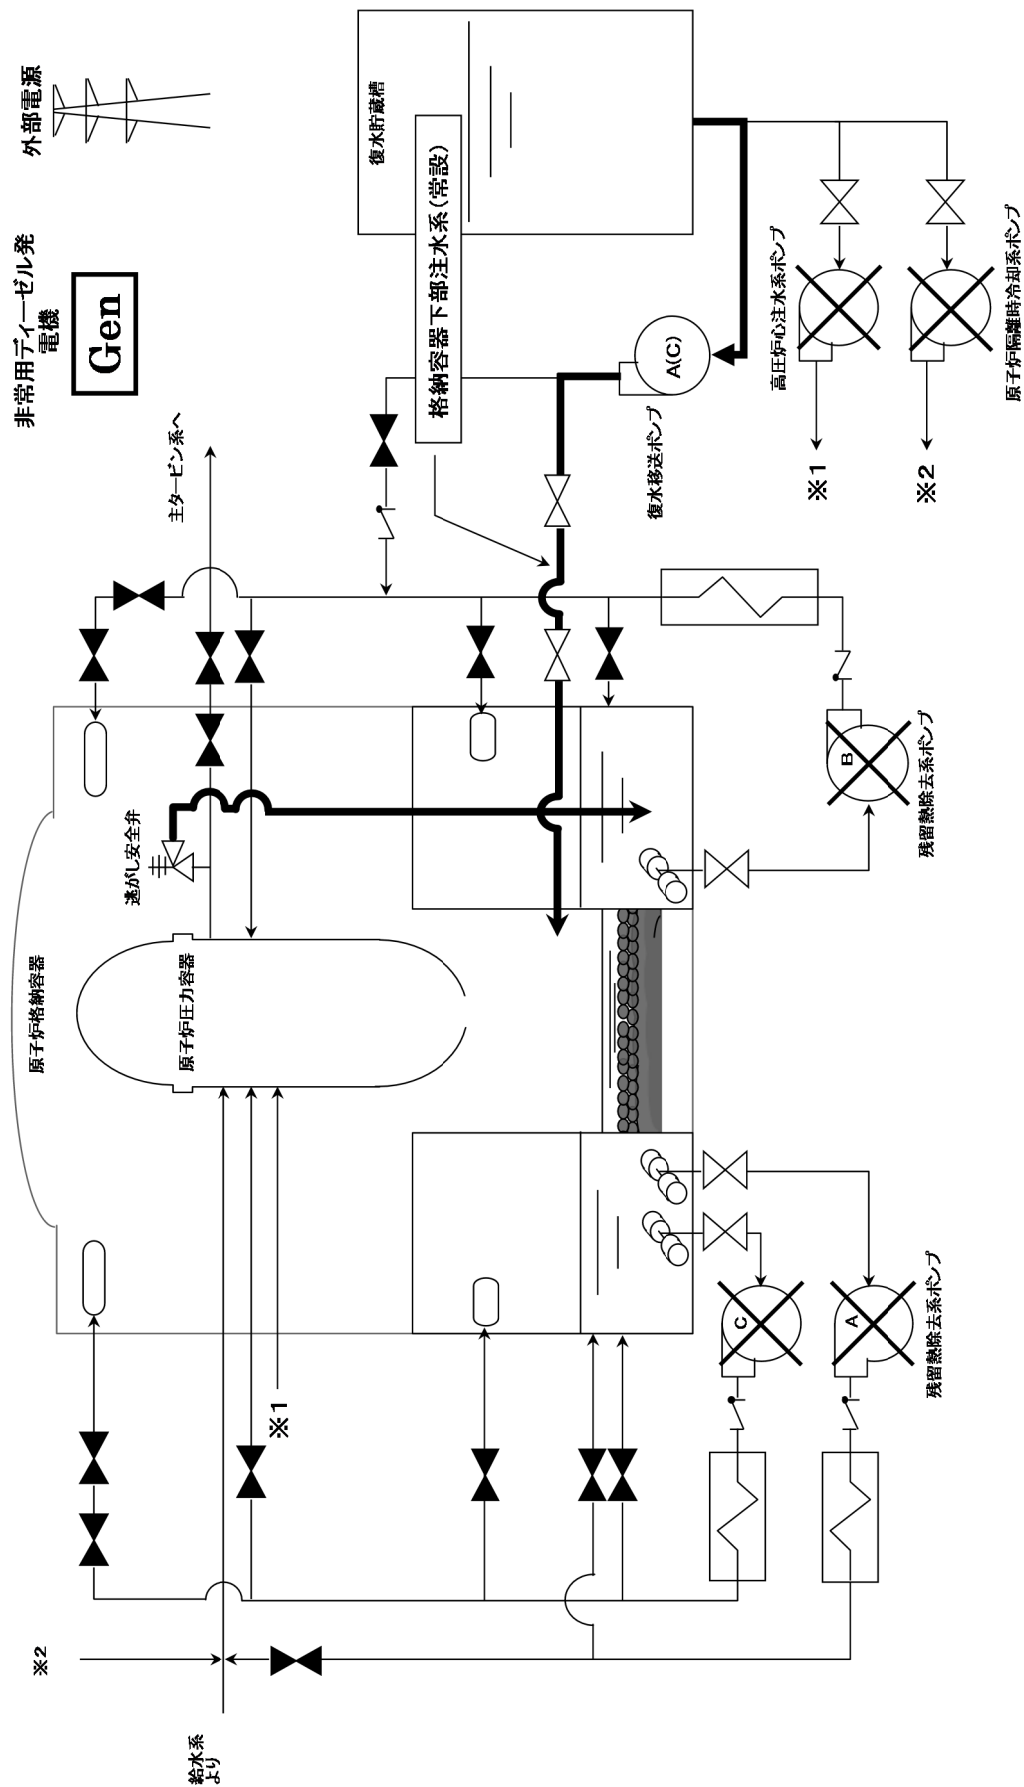 外部電源
非常用ディーゼル発
電機
Gen
復水貯蔵槽
格納容器下部注水系(常設)
A(C)
復水移送ポンプ
高圧炉心注水系ポンプ
原子炉隔離時冷却系ポンプ
※1
※2
主タービン系へ
逃がし安全弁
原子炉格納容器
原子炉圧力容器
B
残留熱除去系ポンプ
※1
C
A
残留熱除去系ポンプ
※2
給水系
より